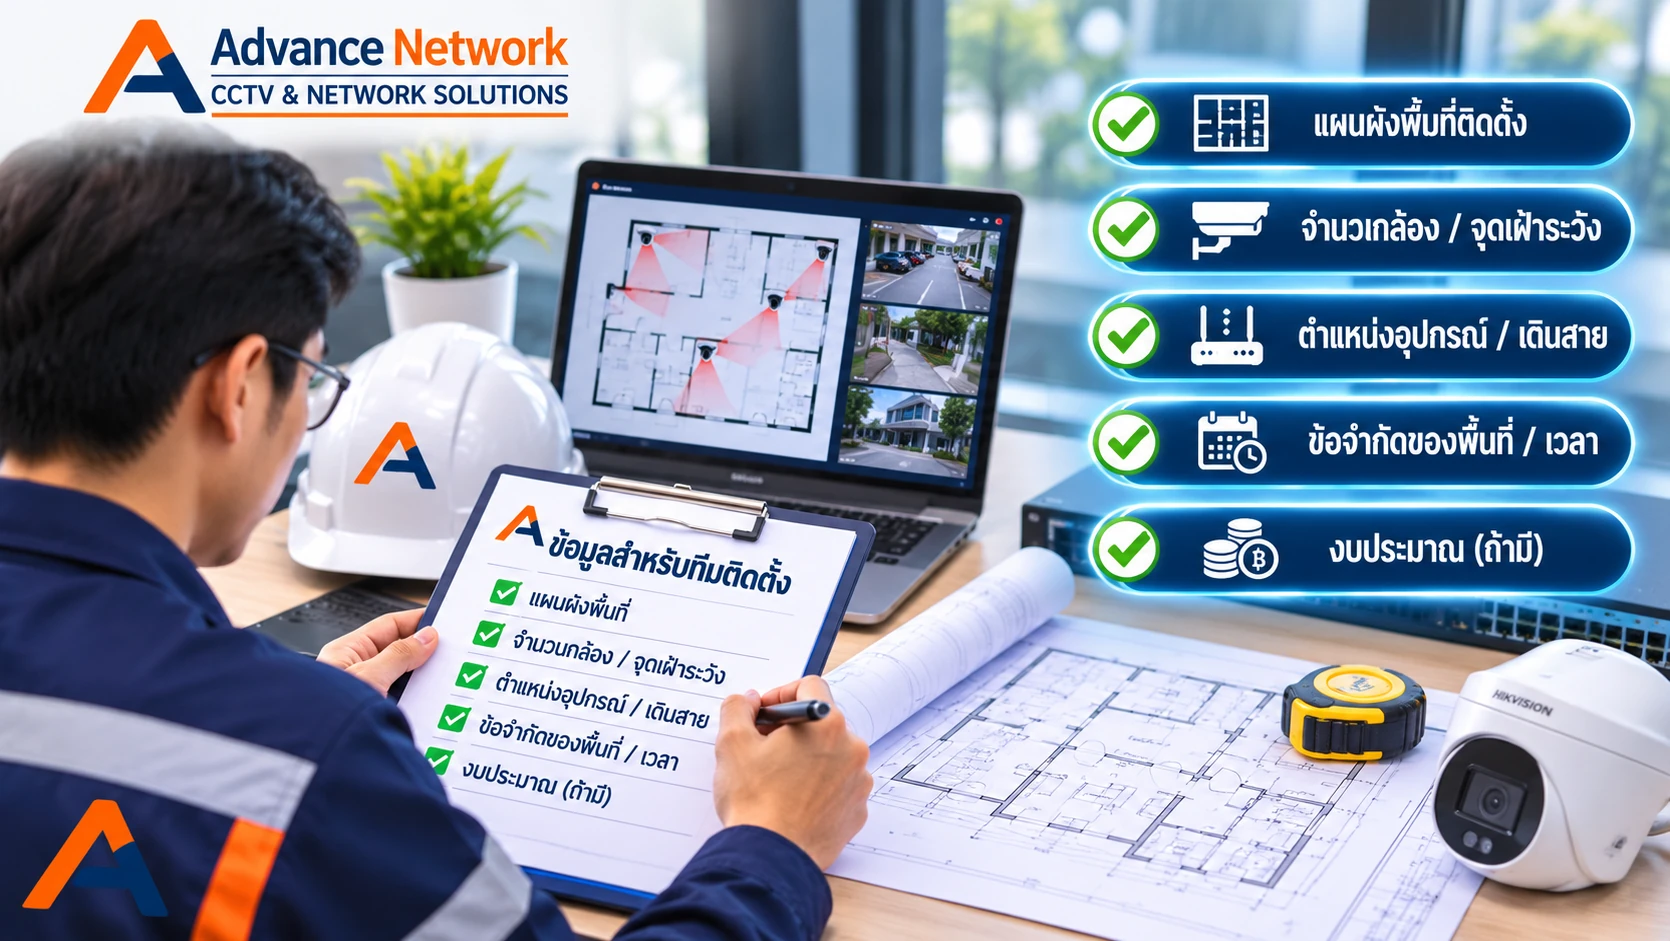 Advance Network
CCTV & NETWORK SOLUTIONS
แผนผังพื้มที่ติดดั้ง
จำนวเกล้อง / จุดเฝ้าระวัง
ตำแหน่งอุปกรณ์ / เดินสาย
ข้อจำกัดของพื้นที่ / เวลา
งบประมาณ (ถ้ามี)
ข้อมูลสำหรับทีมติดตั้ง
แผนผังพื้นที่
จำนวนกล้อง / จุดเฝ้าระวัง
ตำแหน่งอุปกรณ์ / เดินสาย
ข้อจำกัดของพื้นที่ / เวลา
งบประมาณ (ถ้ามี)
HIKVISION